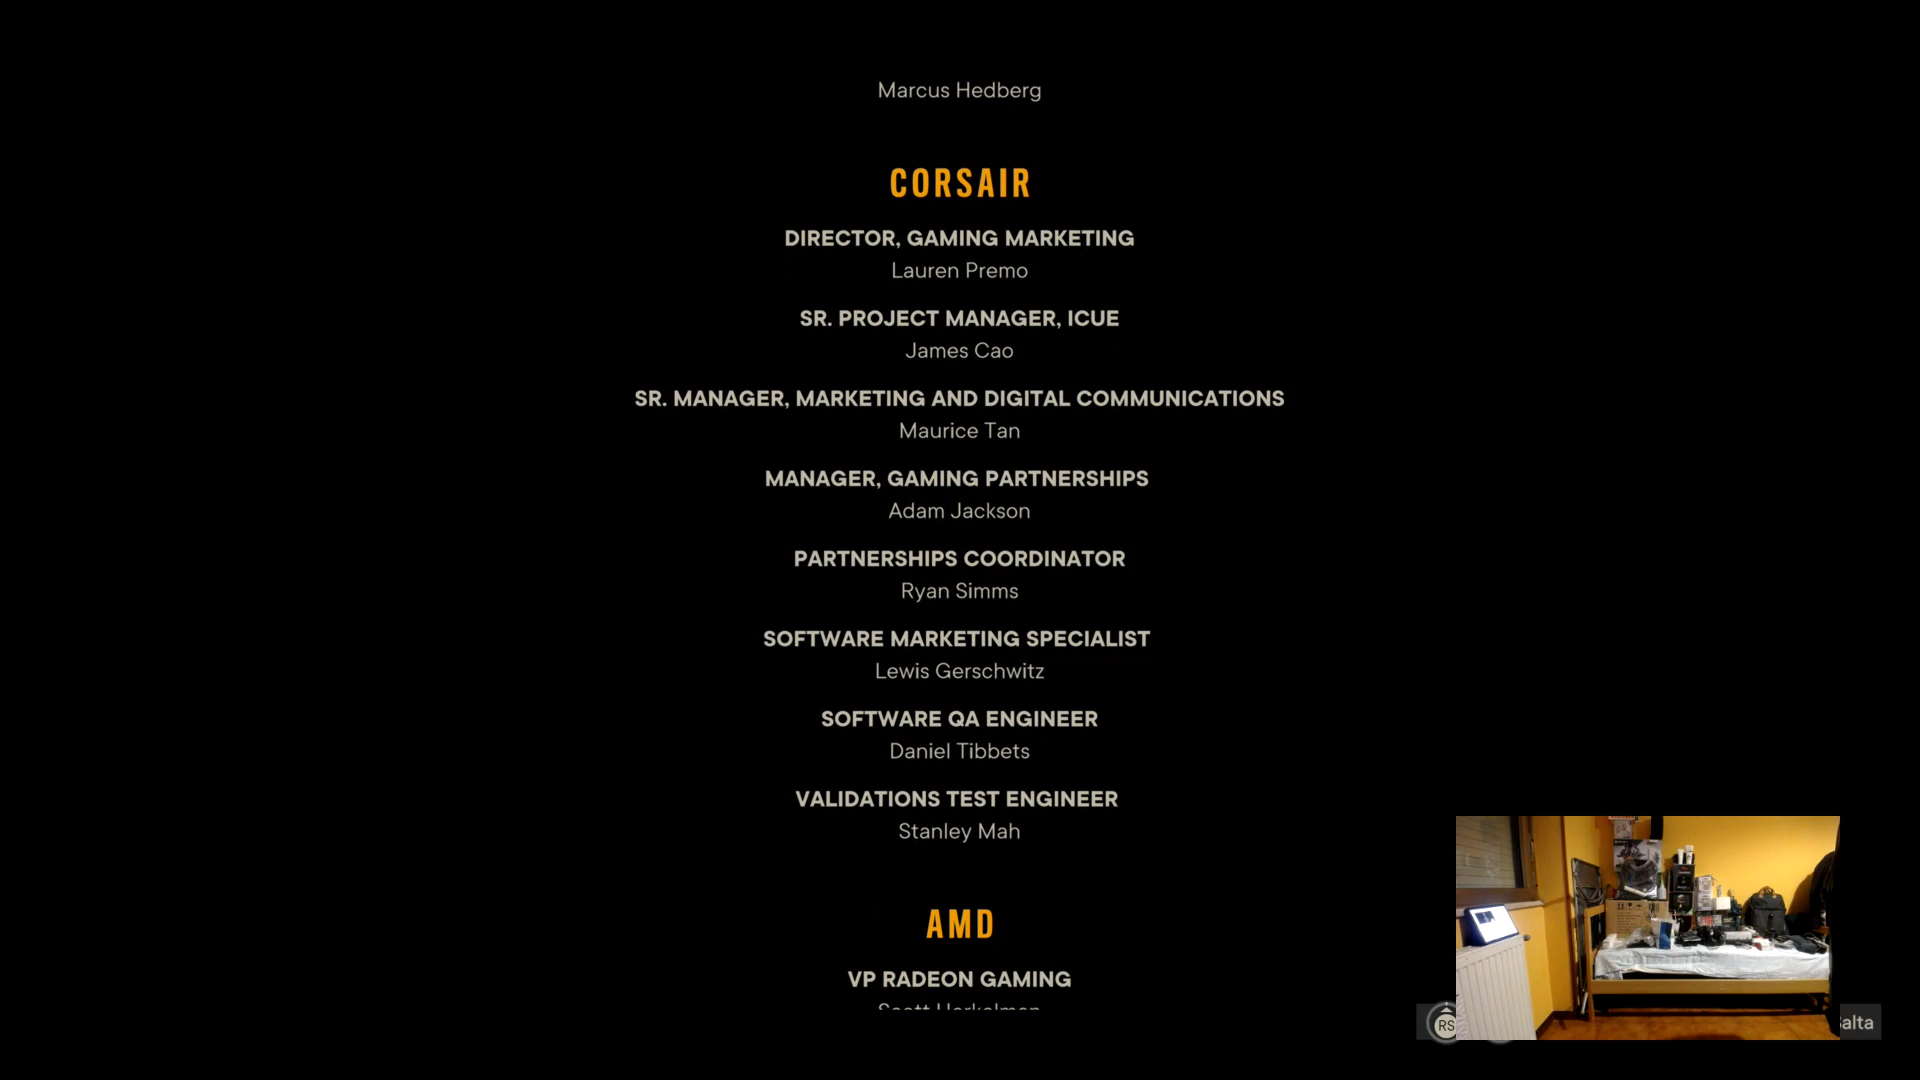 Marcus Hedberg
CORSAIR
DIRECTOR, GAMING MARKETING
Lauren Premo
SR. PROJECT MANAGER, ICUE
James Cao
SR. MANAGER, MARKETING AND DIGITAL COMMUNICATIONS
Maurice Tan
MANAGER, GAMING PARTNERSHIPS
Adam Jackson
PARTNERSHIPS COORDINATOR
Ryan Simms
SOFTWARE MARKETING SPECIALIST
Lewis Gerschwitz
SOFTWARE QA ENGINEER
Daniel Tibbets
VALIDATIONS TEST ENGINEER
Stanley Mah
AMD
VP RADEON GAMING
RS